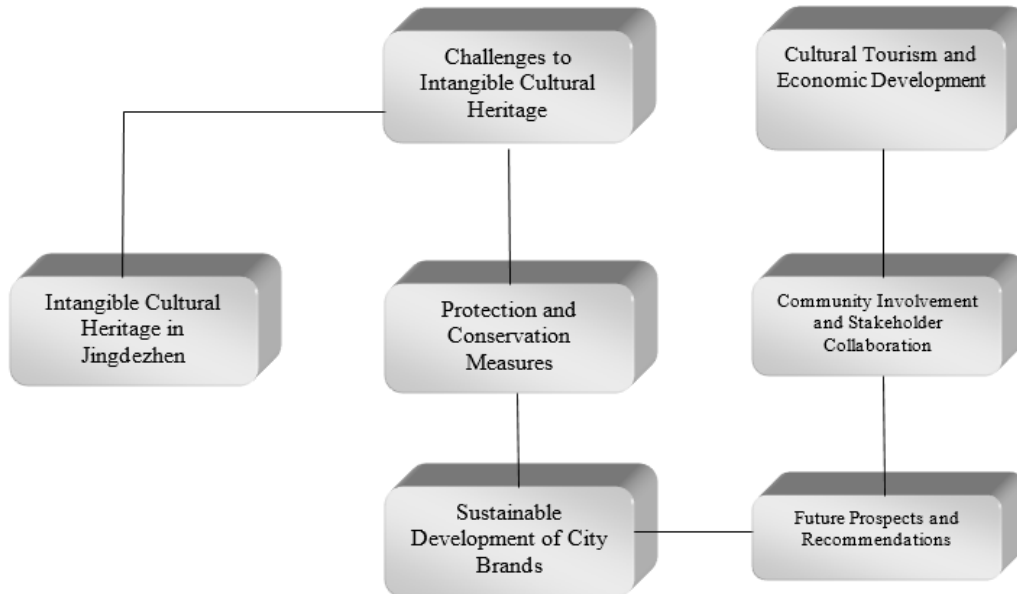 Challenges to
Intangible Cultural
Heritage
Cultural Tourism and
Economic Development
Intangible Cultural
Heritage in
Jingdezhen
Protection and
Conservation
Measures
Community Involvement
and Stakeholder
Collaboration
Sustainable
Development of City
Brands
Future Prospects and
Recommendations